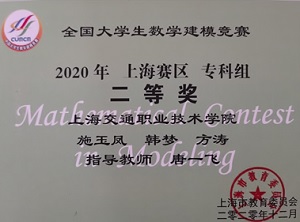 CUMCM
全国大学生数学建模竞赛
2020年 上海赛区 专科组
二等奖
Mathematical Contest
上海交通职业技术学院
施玉凤 韩梦 方涛
in Modeling
指导教师 唐一飞
上海市教育委员会
二零二零年十二月